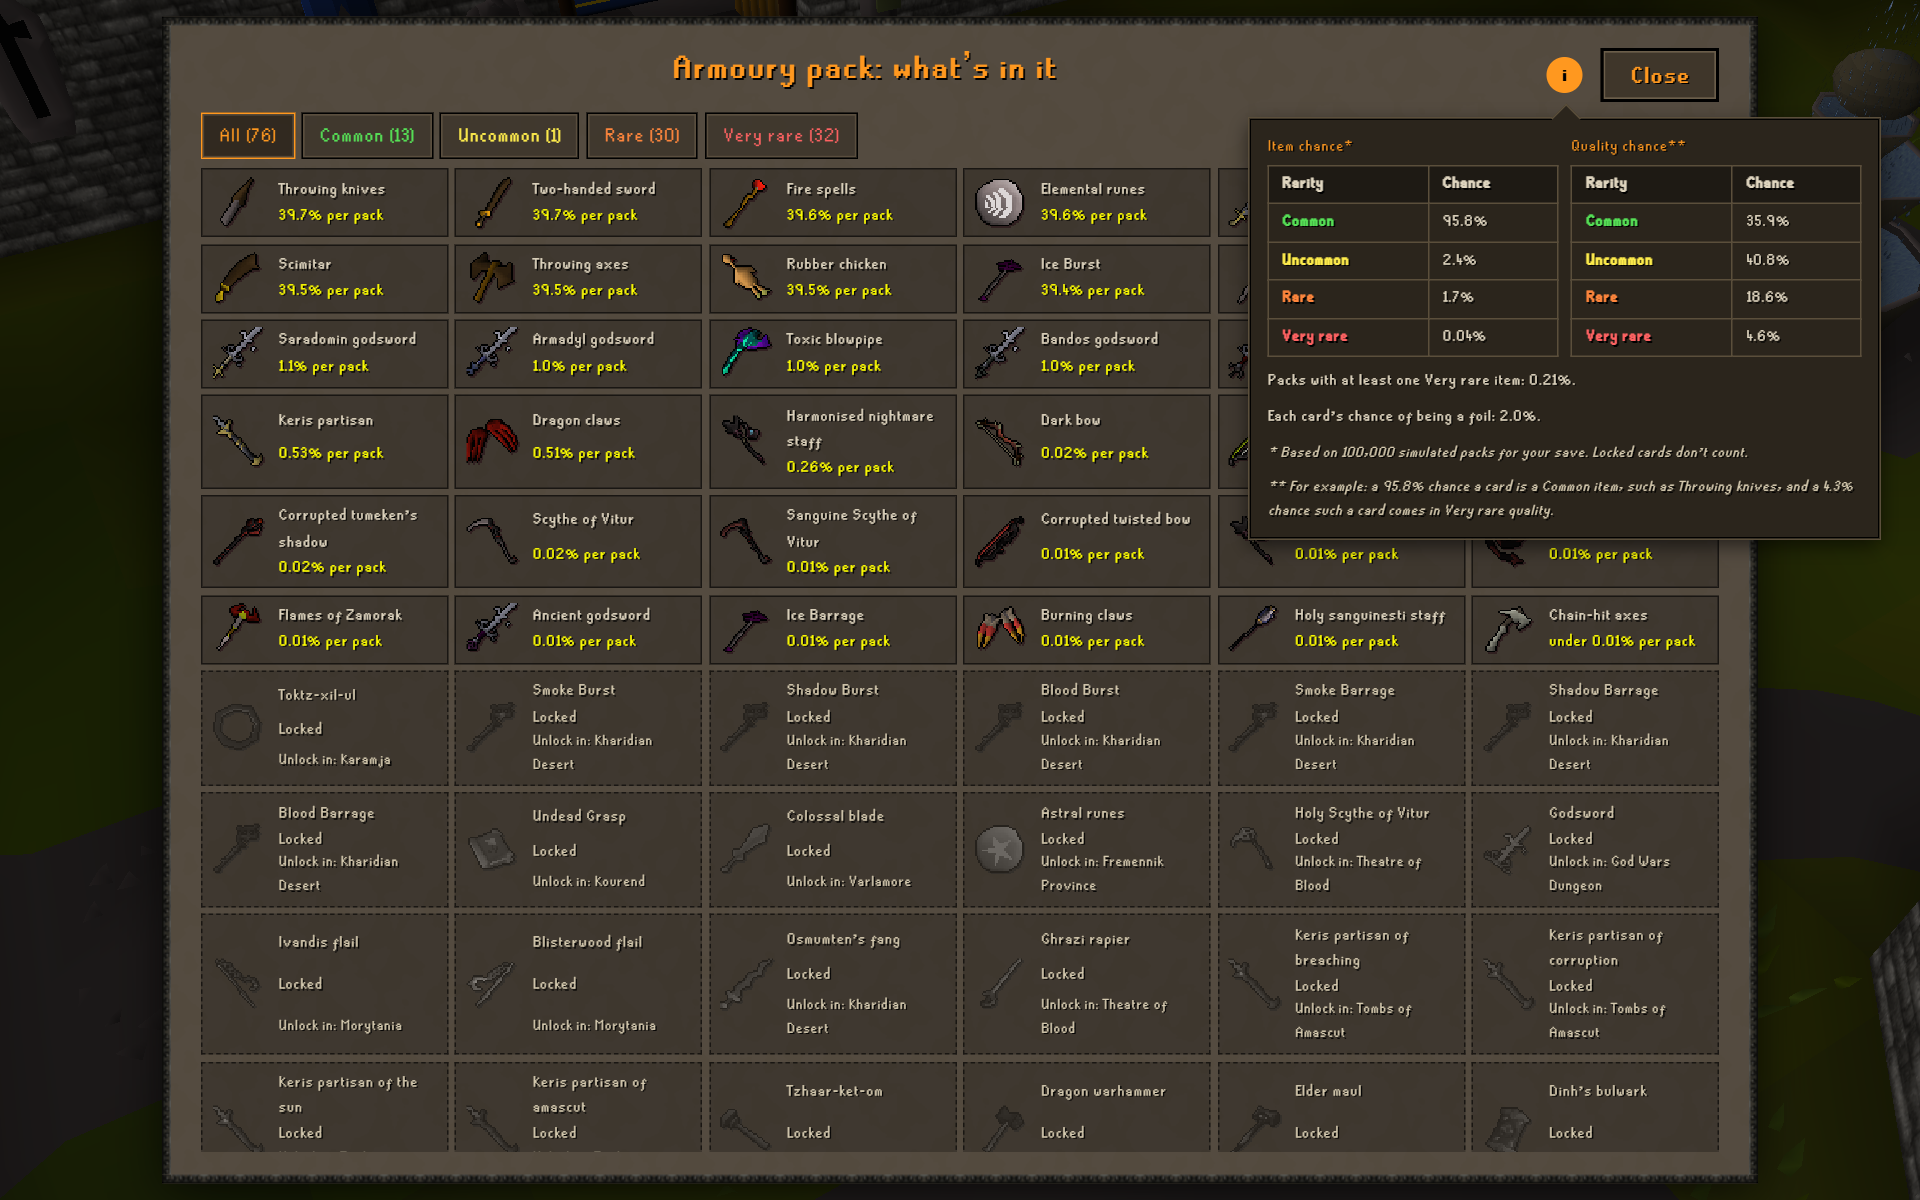 Armoury pack: what's in it
i
Close
All (76)
Common (13)
Uncommon (1)
Rare (30)
Very rare (32)
Item chance*
Rarity Chance
Common 95.8%
Uncommon 2.4%
Rare 1.7%
Very rare 0.04%
Quality chance**
Rarity Chance
Common 35.9%
Uncommon 40.8%
Rare 18.6%
Very rare 4.6%
Packs with at least one Very rare item: 0.21%.
Each card's chance of being a foil: 2.0%.
* Based on 100,000 simulated packs for your save. Locked cards don't count.
** For example: a 95.8% chance a card is a Common item, such as Throwing knives, and a 4.3%
chance such a card comes in Very rare quality.
Throwing knives
39.7% per pack
Two-handed sword
39.7% per pack
Fire spells
39.6% per pack
Elemental runes
39.6% per pack
Scimitar
39.5% per pack
Throwing axes
39.5% per pack
Rubber chicken
39.5% per pack
Ice Burst
39.4% per pack
Saradomin godsword
1.1% per pack
Armadyl godsword
1.0% per pack
Toxic blowpipe
1.0% per pack
Bandos godsword
1.0% per pack
Keris partisan
0.53% per pack
Dragon claws
0.51% per pack
Harmonised nightmare
staff
0.26% per pack
Dark bow
0.02% per pack
Corrupted tumeken's
shadow
0.02% per pack
Scythe of Vitur
0.02% per pack
Sanguine Scythe of
Vitur
0.01% per pack
Corrupted twisted bow
0.01% per pack
0.01% per pack
0.01% per pack
Flames of Zamorak
0.01% per pack
Ancient godsword
0.01% per pack
Ice Barrage
0.01% per pack
Burning claws
0.01% per pack
Holy sanguinesti staff
0.01% per pack
Chain-hit axes
under 0.01% per pack
Toktz-xil-ul
Locked
Unlock in: Karamja
Smoke Burst
Locked
Unlock in: Kharidian
Desert
Shadow Burst
Locked
Unlock in: Kharidian
Desert
Blood Burst
Locked
Unlock in: Kharidian
Desert
Smoke Barrage
Locked
Unlock in: Kharidian
Desert
Shadow Barrage
Locked
Unlock in: Kharidian
Desert
Blood Barrage
Locked
Unlock in: Kharidian
Desert
Undead Grasp
Locked
Unlock in: Kourend
Colossal blade
Locked
Unlock in: Varlamore
Astral runes
Locked
Unlock in: Fremennik
Province
Holy Scythe of Vitur
Locked
Unlock in: Theatre of
Blood
Godsword
Locked
Unlock in: God Wars
Dungeon
Ivandis flail
Locked
Unlock in: Morytania
Blisterwood flail
Locked
Unlock in: Morytania
Osmumten's fang
Locked
Unlock in: Kharidian
Desert
Ghrazi rapier
Locked
Unlock in: Theatre of
Blood
Keris partisan of
breaching
Locked
Unlock in: Tombs of
Amascut
Keris partisan of
corruption
Locked
Unlock in: Tombs of
Amascut
Keris partisan of the
sun
Locked
Keris partisan of
amascut
Locked
Tzhaar-ket-om
Locked
Dragon warhammer
Locked
Elder maul
Locked
Dinh's bulwark
Locked